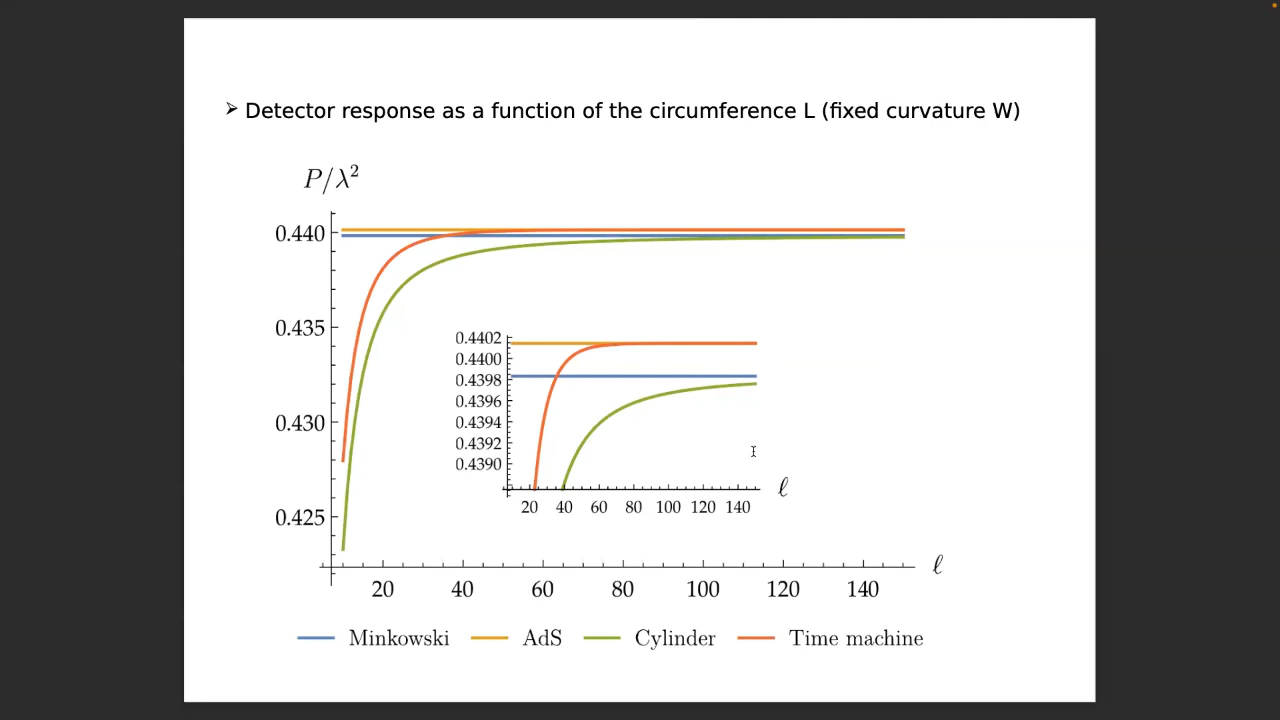 ➢ Detector response as a function of the circumference L (fixed curvature W)
P/λ²
0.440
0.435
0.430
0.425
20 40 60 80 100 120 140
ℓ
0.4402
0.4400
0.4398
0.4396
0.4394
0.4392
0.4390
20 40 60 80 100 120 140
ℓ
Minkowski AdS Cylinder Time machine